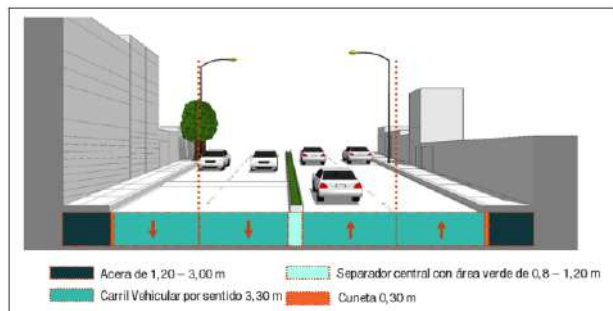 Acera de 1,20 – 3,00 m
Separador central con área verde de 0,8 – 1,20 m
Carril Vehicular por sentido 3,30 m
Cuneta 0,30 m